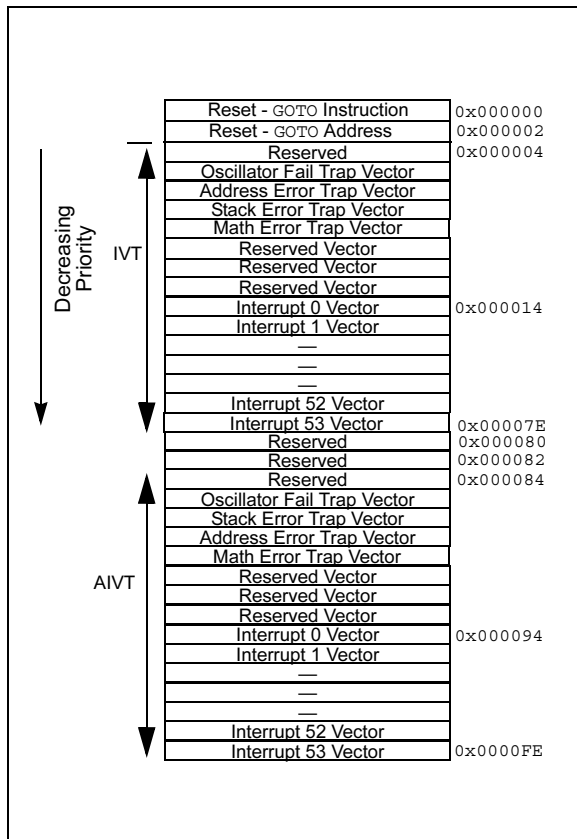 Reset - GOTO Instruction 0x000000
Reset - GOTO Address 0x000002
Reserved 0x000004
Oscillator Fail Trap Vector
Address Error Trap Vector
Stack Error Trap Vector
Math Error Trap Vector
Reserved Vector
Reserved Vector
Reserved Vector
Interrupt 0 Vector 0x000014
Interrupt 1 Vector
—
—
—
Interrupt 52 Vector
Interrupt 53 Vector 0x00007E
Reserved 0x000080
Reserved 0x000082
Reserved 0x000084
Oscillator Fail Trap Vector
Stack Error Trap Vector
Address Error Trap Vector
Math Error Trap Vector
Reserved Vector
Reserved Vector
Reserved Vector
Interrupt 0 Vector 0x000094
Interrupt 1 Vector
—
—
—
Interrupt 52 Vector
Interrupt 53 Vector 0x0000FE
Decreasing
Priority
IVT
AIVT